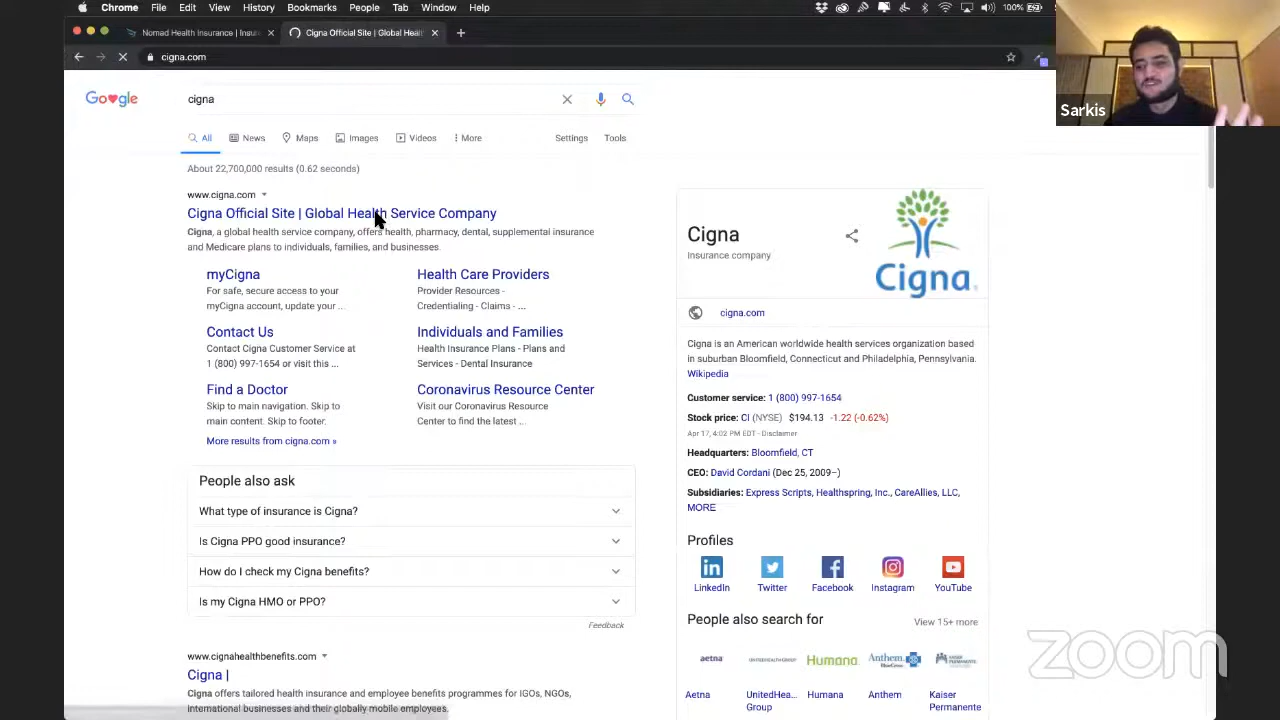 Chrome File Edit View History Bookmarks People Tab Window Help
100%
Nomad Health Insurance | Insu
Cigna Official Site | Global Heal
cigna.com
Sarkis
Google
cigna
All News Maps Images Videos More Settings Tools
About 22,700,000 results (0.62 seconds)
www.cigna.com
Cigna Official Site | Global Health Service Company
Cigna, a global health service company, offers health, pharmacy, dental, supplemental insurance
and Medicare plans to individuals, families, and businesses.
myCigna
For safe, secure access to your
myCigna account, update your ...
Health Care Providers
Provider Resources -
Credentialing - Claims - ...
Contact Us
Contact Cigna Customer Service at
1 (800) 997-1654 or visit this ...
Individuals and Families
Health Insurance Plans - Plans and
Services - Dental Insurance
Find a Doctor
Skip to main navigation. Skip to
main content. Skip to footer.
Coronavirus Resource Center
Visit our Coronavirus Resource
Center to find the latest ...
More results from cigna.com »
People also ask
What type of insurance is Cigna?
Is Cigna PPO good insurance?
How do I check my Cigna benefits?
Is my Cigna HMO or PPO?
Feedback
www.cignahealthbenefits.com
Cigna |
Cigna offers tailored health insurance and employee benefits programmes for IGOs, NGOs,
international businesses and their globally mobile employees.
Cigna
Insurance company
Cigna
cigna.com
Cigna is an American worldwide health services organization based
in suburban Bloomfield, Connecticut and Philadelphia, Pennsylvania.
Wikipedia
Customer service: 1 (800) 997-1654
Stock price: CI (NYSE) $194.13 -1.22 (-0.62%)
Apr 17, 4:02 PM EDT - Disclaimer
Headquarters: Bloomfield, CT
CEO: David Cordani (Dec 25, 2009–)
Subsidiaries: Express Scripts, Healthspring, Inc., CareAllies, LLC,
MORE
Profiles
LinkedIn Twitter Facebook Instagram YouTube
People also search for
View 15+ more
aetna UNITEDHEALTH GROUP Humana Anthem KAISER PERMANENTE
Aetna UnitedHea... Humana Anthem Kaiser
Group Permanente
zoom